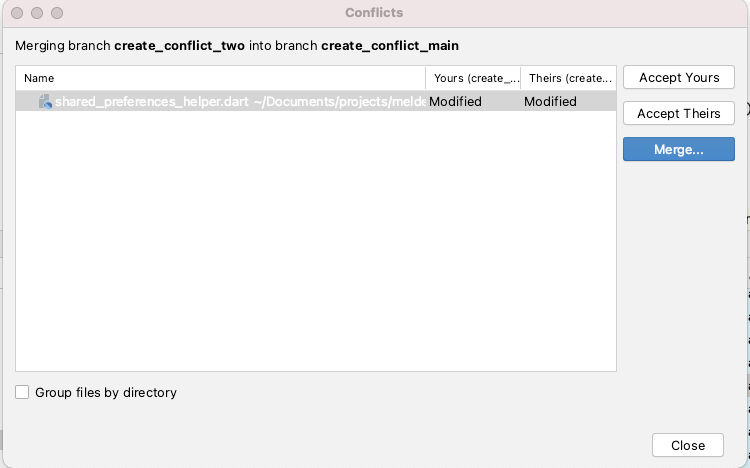 Conflicts
Merging branch create_conflict_two into branch create_conflict_main
Name Yours (create_... Theirs (create...
shared_preferences_helper.dart ~/Documents/projects/melde Modified Modified
Accept Yours
Accept Theirs
Merge...
Group files by directory
Close